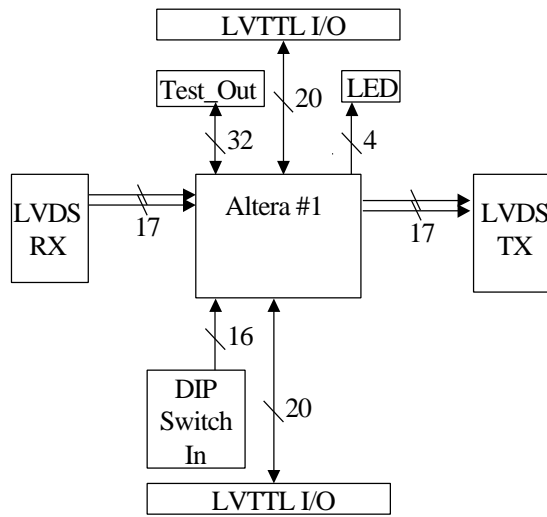 LVTTL I/O
Test_Out
20
LED
32
4
LVDS
RX
17
Altera #1
17
LVDS
TX
16
DIP
Switch
In
20
LVTTL I/O